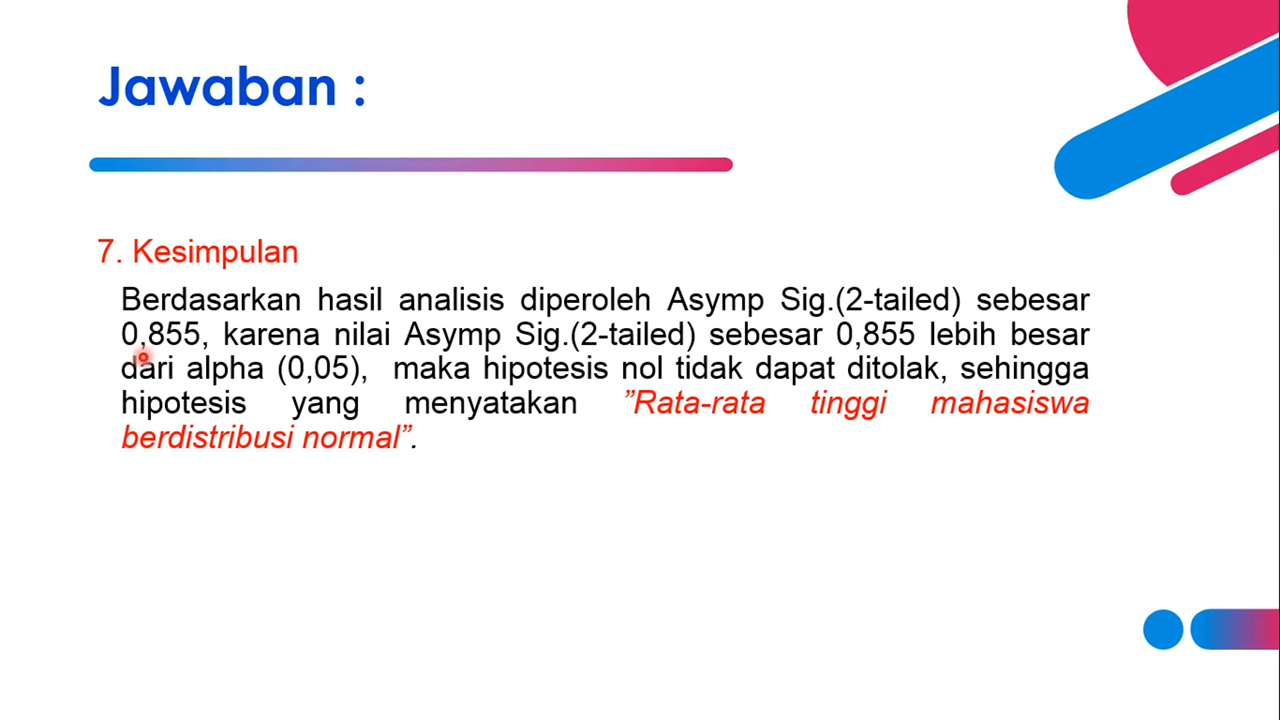 Jawaban :
7. Kesimpulan
Berdasarkan hasil analisis diperoleh Asymp Sig.(2-tailed) sebesar
0,855, karena nilai Asymp Sig.(2-tailed) sebesar 0,855 lebih besar
dari alpha (0,05), maka hipotesis nol tidak dapat ditolak, sehingga
hipotesis yang menyatakan ”Rata-rata tinggi mahasiswa
berdistribusi normal”.